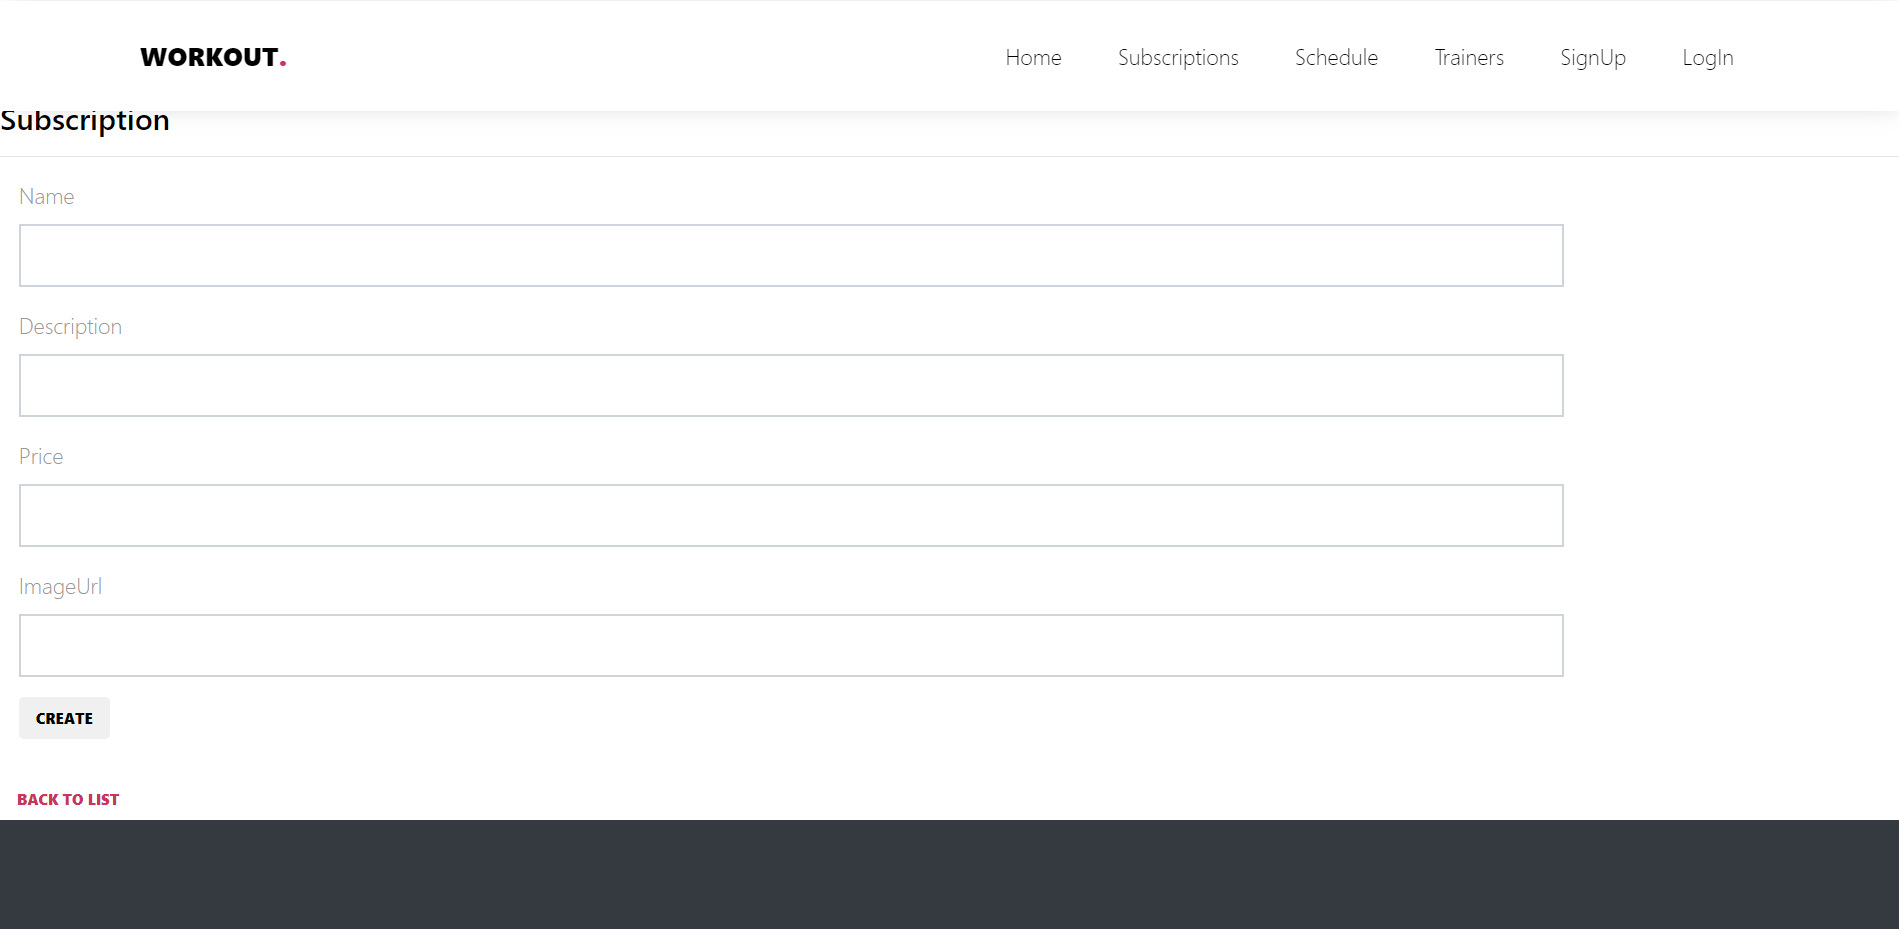 WORKOUT.
Home Subscriptions Schedule Trainers SignUp LogIn
Subscription
Name
Description
Price
ImageUrl
CREATE
BACK TO LIST